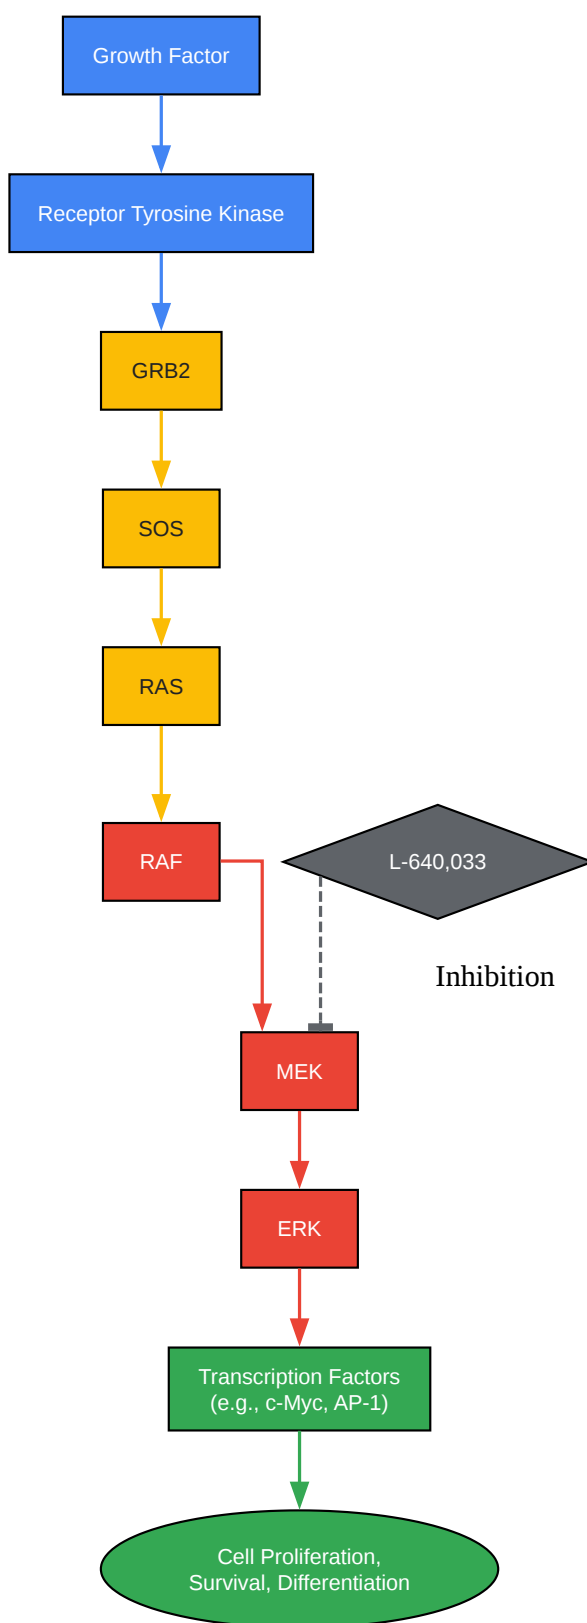 Growth Factor
Receptor Tyrosine Kinase
GRB2
SOS
RAS
RAF
L-640,033
Inhibition
MEK
ERK
Transcription Factors
(e.g., c-Myc, AP-1)
Cell Proliferation,
Survival, Differentiation